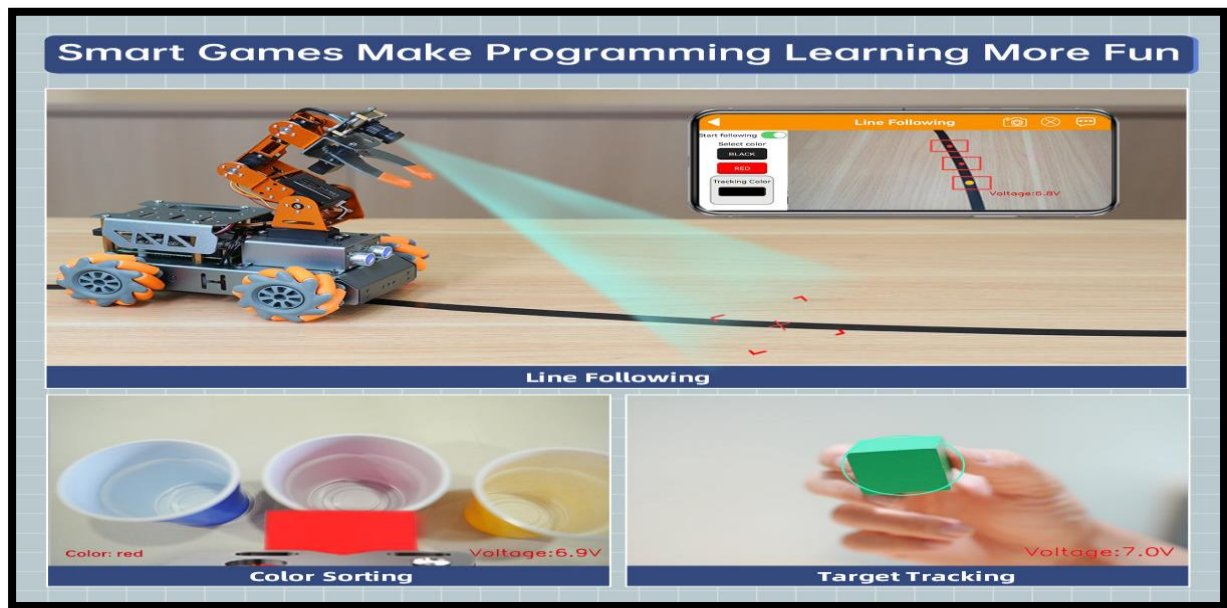 Smart Games Make Programming Learning More Fun
Line Following
Start following
Select color
BLACK
RED
Tracking Color
Voltage:6.8V
Line Following
Color: red
Voltage:6.9V
Color Sorting
Voltage:7.0V
Target Tracking